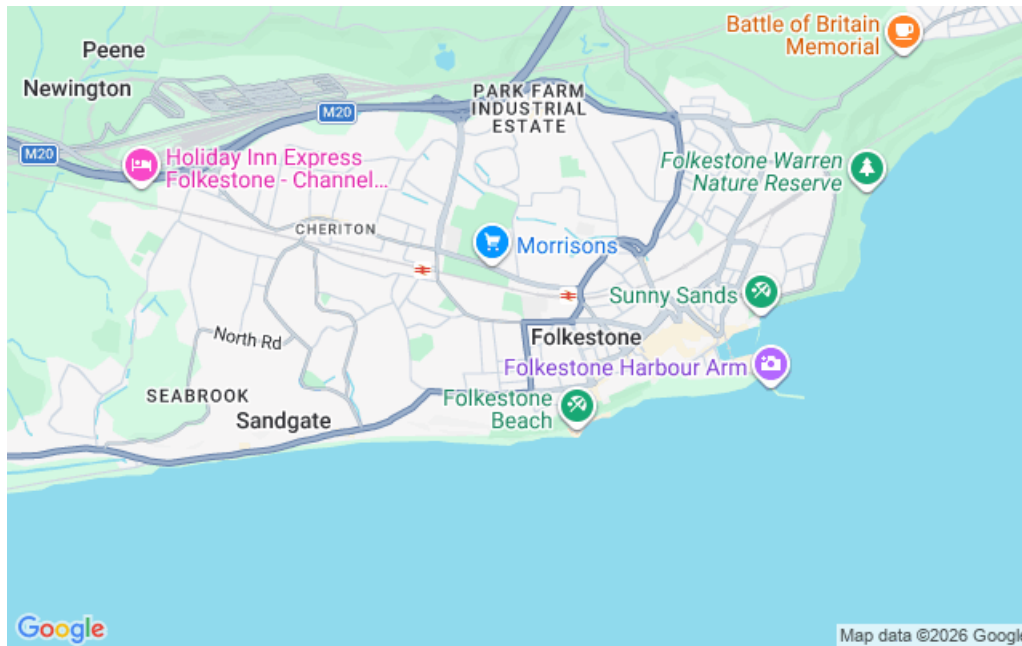 Battle of Britain
Memorial
Peene
Newington
PARK FARM
INDUSTRIAL
ESTATE
M20
M20
Holiday Inn Express
Folkestone - Channel...
Folkestone Warren
Nature Reserve
CHERITON
Morrisons
Sunny Sands
North Rd
Folkestone
Folkestone Harbour Arm
SEABROOK
Folkestone
Beach
Sandgate
Google
Map data ©2026 Google